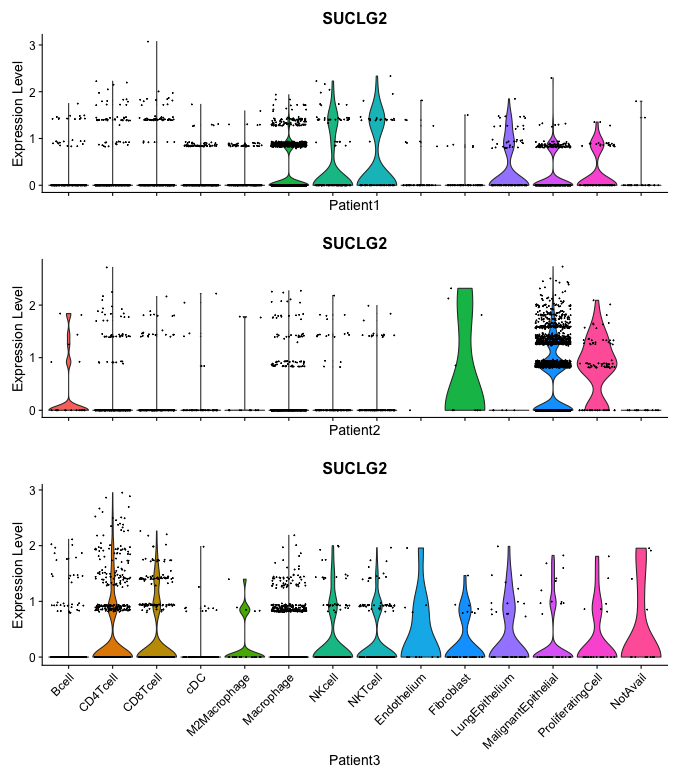 SUCLG2
Expression Level
3
2
1
0
Patient1
SUCLG2
Expression Level
2
1
0
Patient2
SUCLG2
Expression Level
3
2
1
0
Bcell
CD4Tcell
CD8Tcell
cDC
M2Macrophage
Macrophage
NKcell
NKTcell
Endothelium
Fibroblast
LungEpithelium
MalignantEpithelial
ProliferatingCell
NotAvail
Patient3